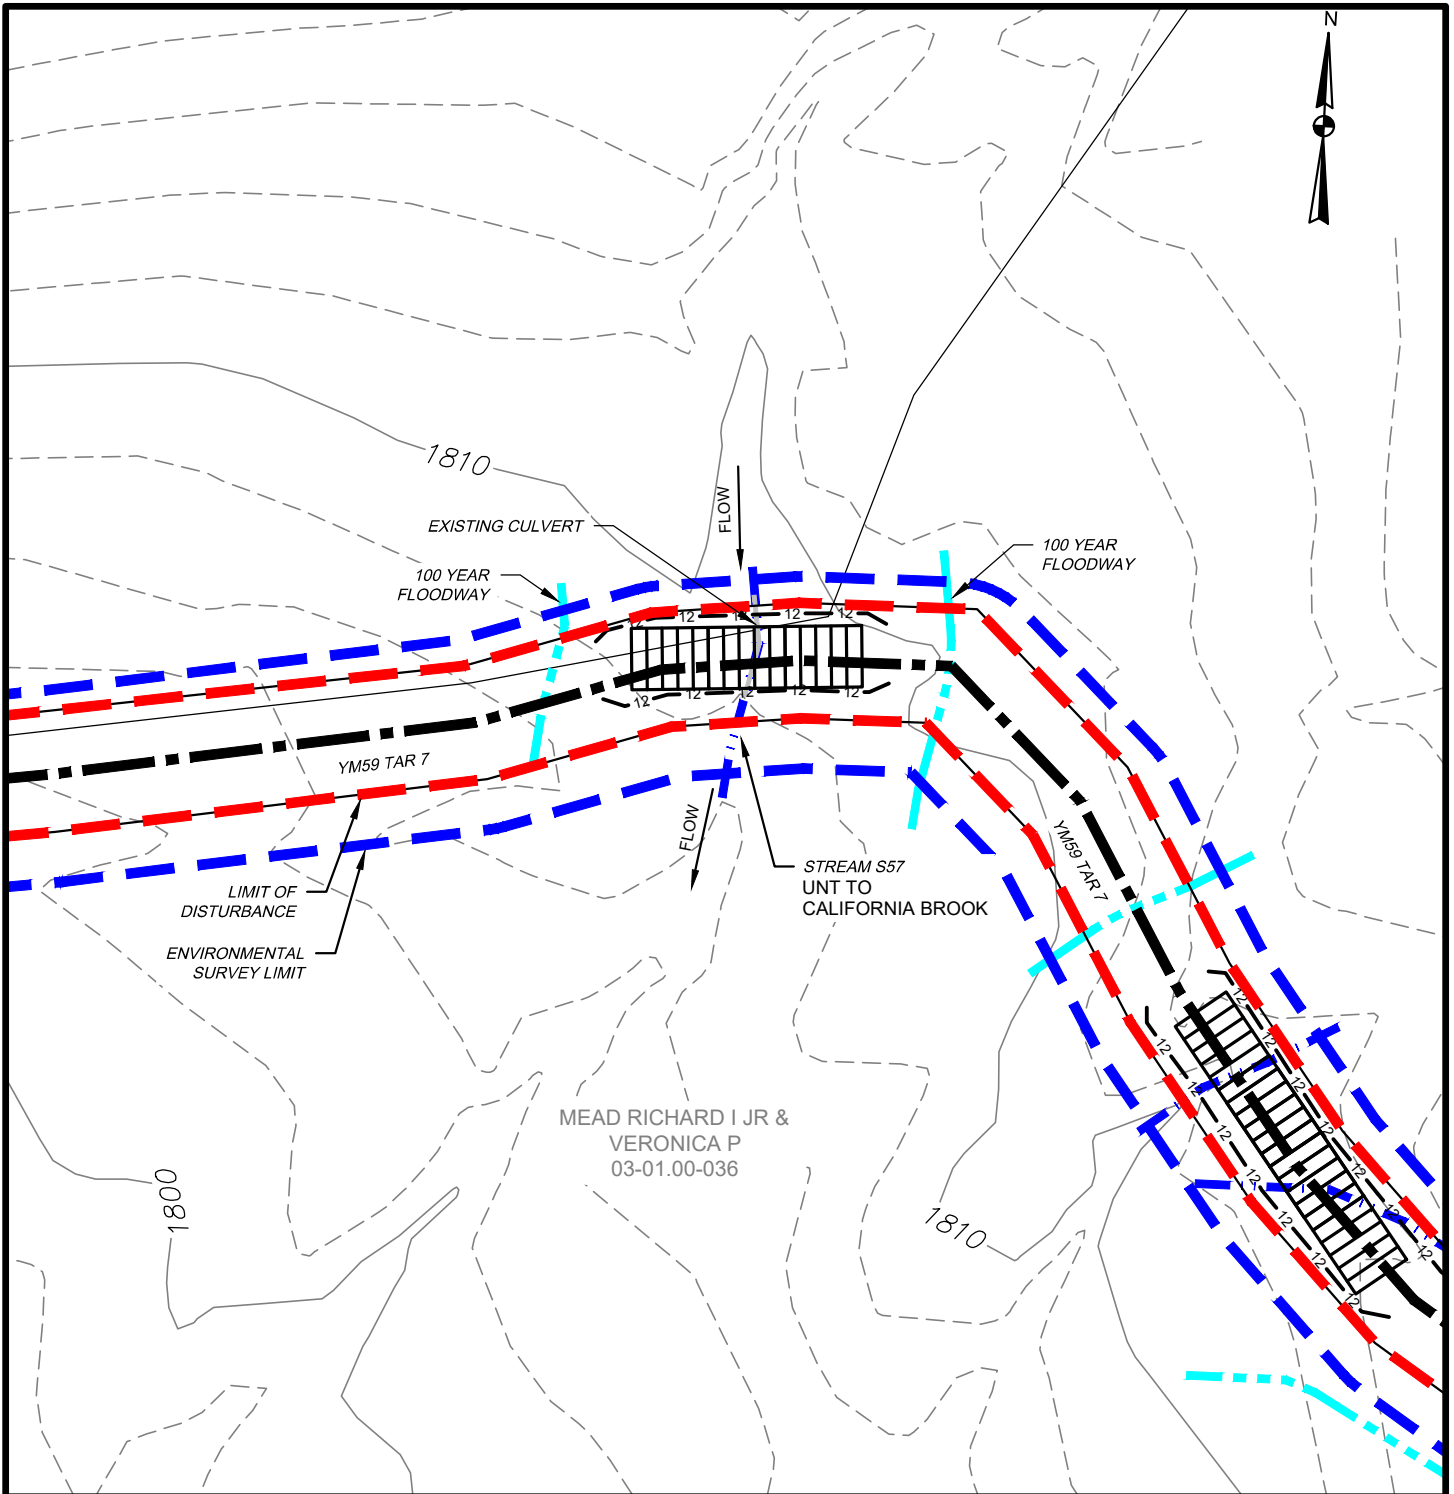 N
1810
FLOW
EXISTING CULVERT
100 YEAR
FLOODWAY
100 YEAR
FLOODWAY
12
12
12
12
12
12
12
12
12
12
YM59 TAR 7
YM59 TAR 7
FLOW
STREAM S57
UNT TO
CALIFORNIA BROOK
LIMIT OF
DISTURBANCE
ENVIRONMENTAL
SURVEY LIMIT
12
12
12
12
12
12
12
12
12
12
12
12
12
12
MEAD RICHARD I JR &
VERONICA P
03-01.00-036
1800
1810